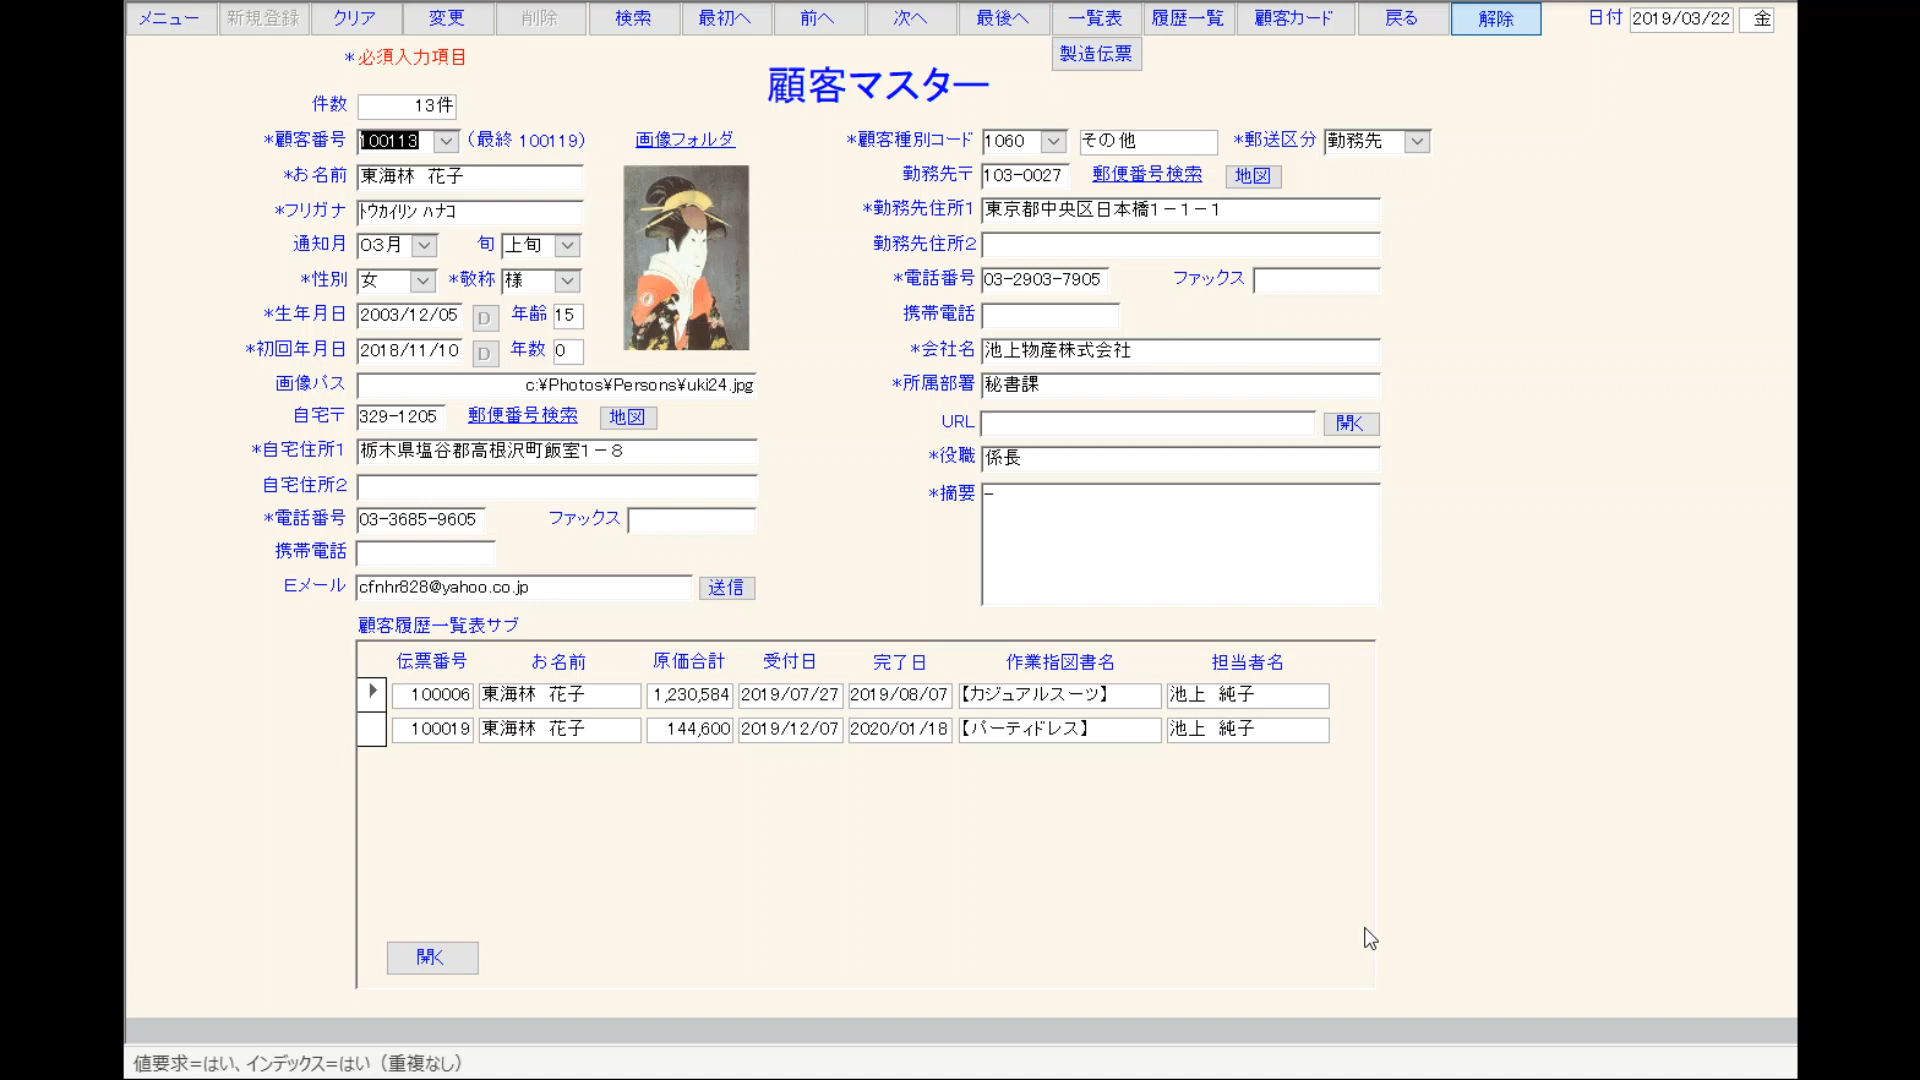 メニュー 新規登録 クリア 変更 削除 検索 最初へ 前へ 次へ 最後へ 一覧表 履歴一覧 顧客カード 戻る 解除 日付 2019/03/22 金
*必須入力項目 製造伝票
顧客マスター
件数 13件
*顧客番号 100113 (最終 100119) 画像フォルダ *顧客種別コード 1060 その他 *郵送区分 勤務先
*お名前 東海林 花子 勤務先〒 103-0027 郵便番号検索 地図
*フリガナ トウカイリン ハナコ *勤務先住所1 東京都中央区日本橋1-1-1
通知月 03月 旬 上旬 勤務先住所2
*性別 女 *敬称 様 *電話番号 03-2903-7905 ファックス
*生年月日 2003/12/05 D 年齢 15 携帯電話
*初回年月日 2018/11/10 D 年数 0 *会社名 池上物産株式会社
画像パス c:¥Photos¥Persons¥uki24.jpg *所属部署 秘書課
自宅〒 329-1205 郵便番号検索 地図 URL 開く
*自宅住所1 栃木県塩谷郡高根沢町飯室1-8 *役職 係長
自宅住所2 *摘要 -
*電話番号 03-3685-9605 ファックス
携帯電話
Eメール cfnhr828@yahoo.co.jp 送信
顧客履歴一覧表サブ
伝票番号 お名前 原価合計 受付日 完了日 作業指図書名 担当者名
100006 東海林 花子 1,230,584 2019/07/27 2019/08/07 【カジュアルスーツ】 池上 純子
100019 東海林 花子 144,600 2019/12/07 2020/01/18 【パーティドレス】 池上 純子
開く
値要求=はい、インデックス=はい (重複なし)